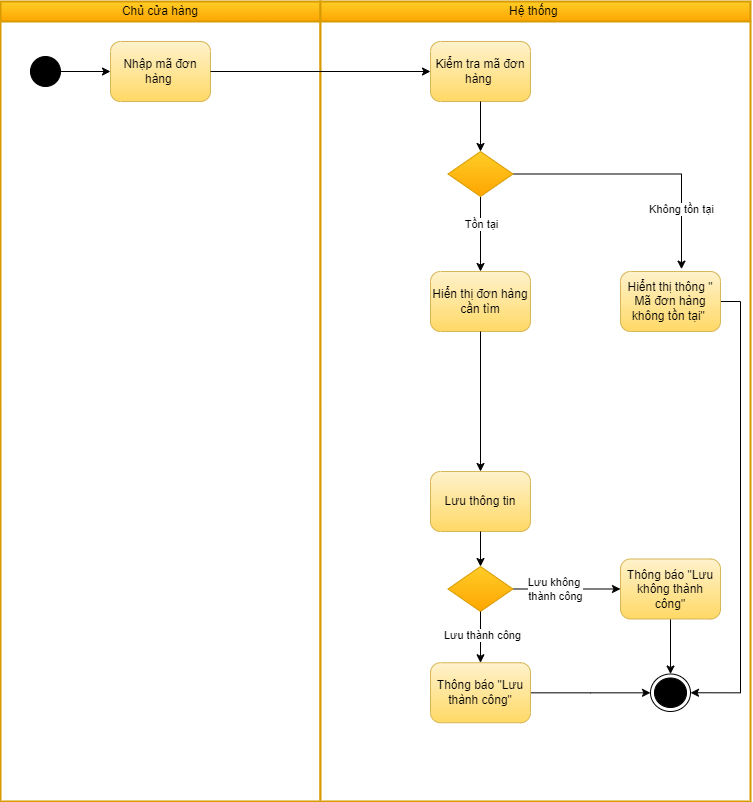 Chủ cửa hàng
Hệ thống
Nhập mã đơn
hàng
Kiểm tra mã đơn
hàng
Không tồn tại
Tồn tại
Hiển thị đơn hàng
cần tìm
Hiểnt thị thông "
Mã đơn hàng
không tồn tại"
Lưu thông tin
Lưu không
thành công
Thông báo "Lưu
không thành
công"
Lưu thành công
Thông báo "Lưu
thành công"